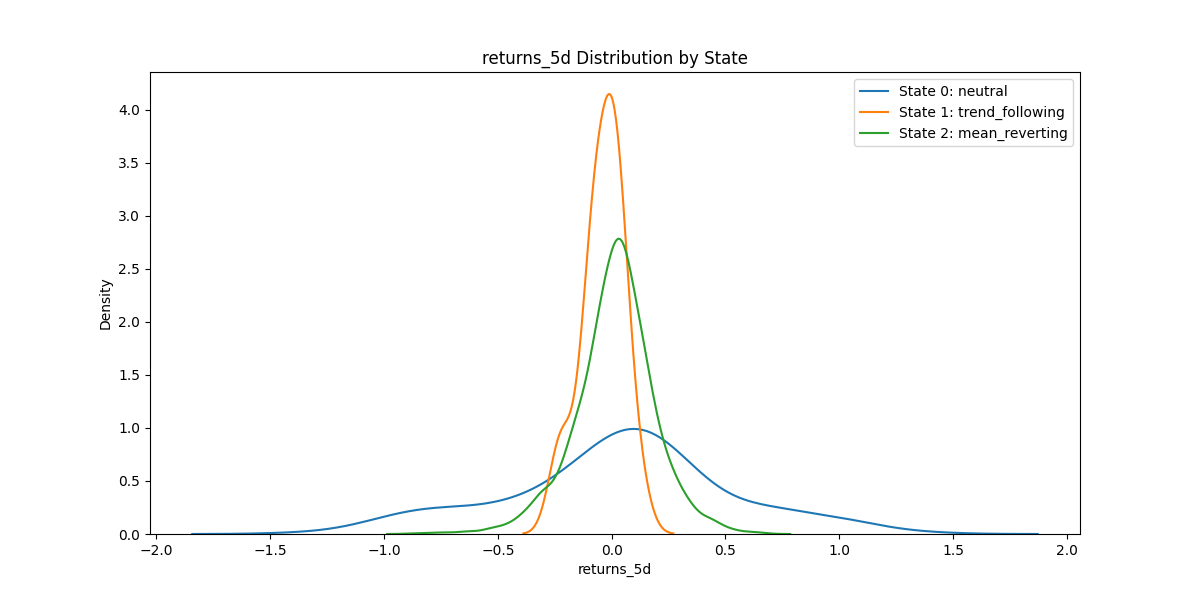 returns_5d Distribution by State
State 0: neutral
State 1: trend_following
State 2: mean_reverting
Density
4.0
3.5
3.0
2.5
2.0
1.5
1.0
0.5
0.0
−2.0 −1.5 −1.0 −0.5 0.0 0.5 1.0 1.5 2.0
returns_5d